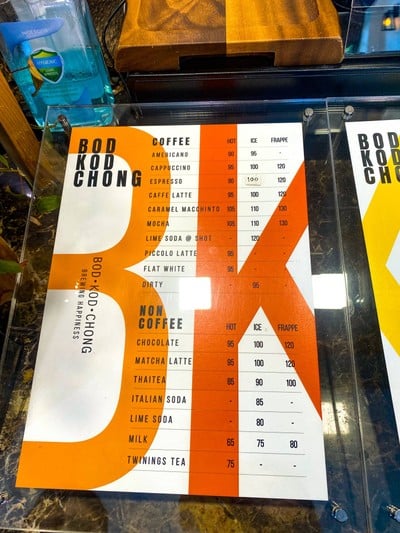 BOD
KOD
CHONG
COFFEE HOT ICE FRAPPE
AMERICANO 90 95 -
CAPPUCCINO 95 100 120
ESPRESSO 90 100 120
CAFFE LATTE 95 100 120
CARAMEL MACCHINTO 105 110 130
MOCHA 105 110 130
LIME SODA @ SHOT 120 -
PICCOLO LATTE 95
FLAT WHITE 95 -
DIRTY - 95 -
BOD•KOD•CHONG
BREWING HAPPINESS
NON
COFFEE HOT ICE FRAPPE
CHOCOLATE 95 100 120
MATCHA LATTE 95 100 120
THAITEA 85 90 100
ITALIAN SODA - 85 -
LIME SODA - 80 -
MILK 65 75 80
TWININGS TEA 75 - -
BOD
KOD
CHO